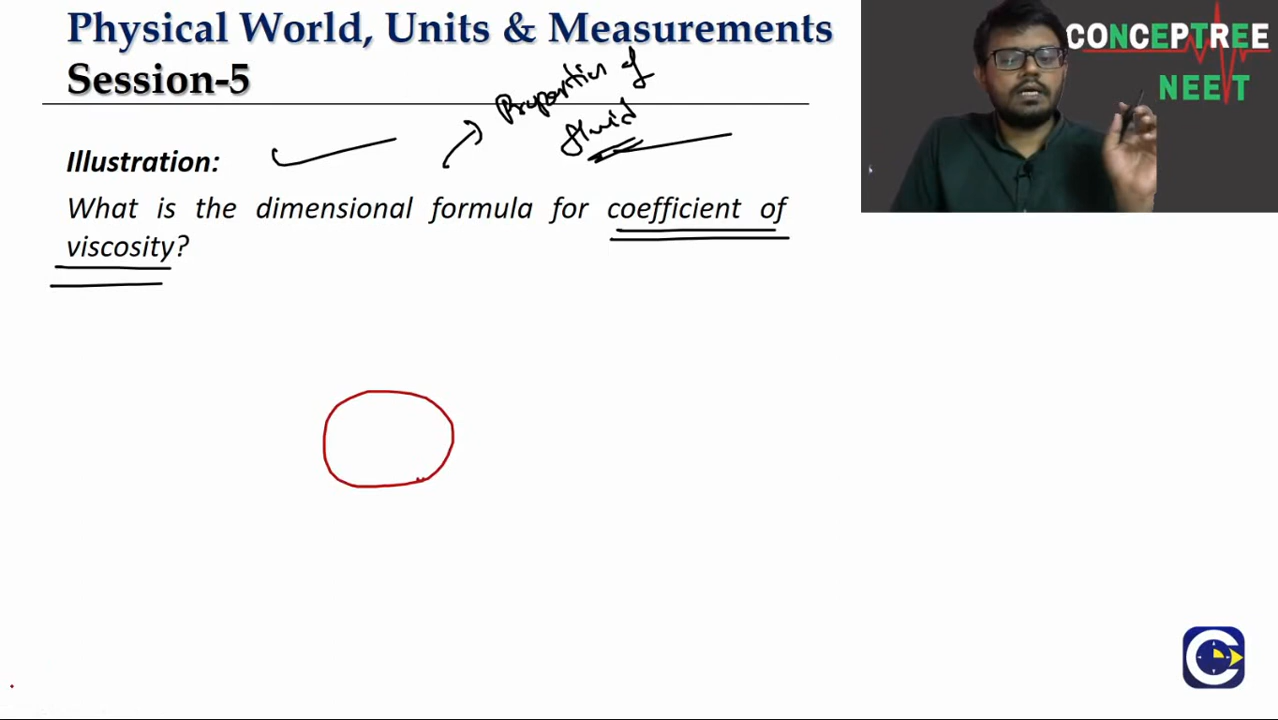 Physical World, Units & Measurements
Session-5
CONCEPTREE
NEET
Properties of
fluid
Illustration:
What is the dimensional formula for coefficient of
viscosity?